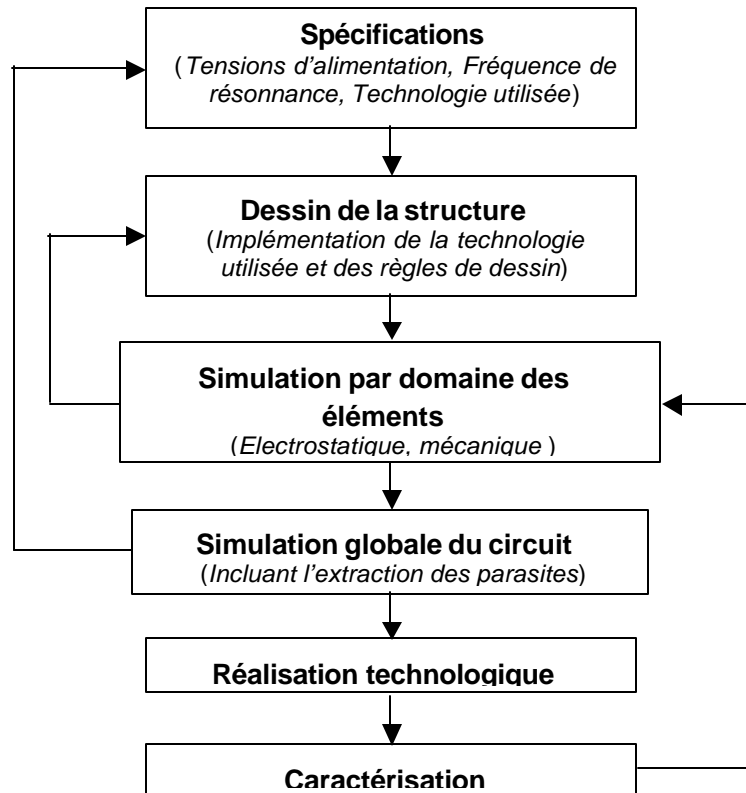 Spécifications
(Tensions d'alimentation, Fréquence de
résonnance, Technologie utilisée)
Dessin de la structure
(Implémentation de la technologie
utilisée et des règles de dessin)
Simulation par domaine des
éléments
(Electrostatique, mécanique )
Simulation globale du circuit
(Incluant l'extraction des parasites)
Réalisation technologique
Caractérisation